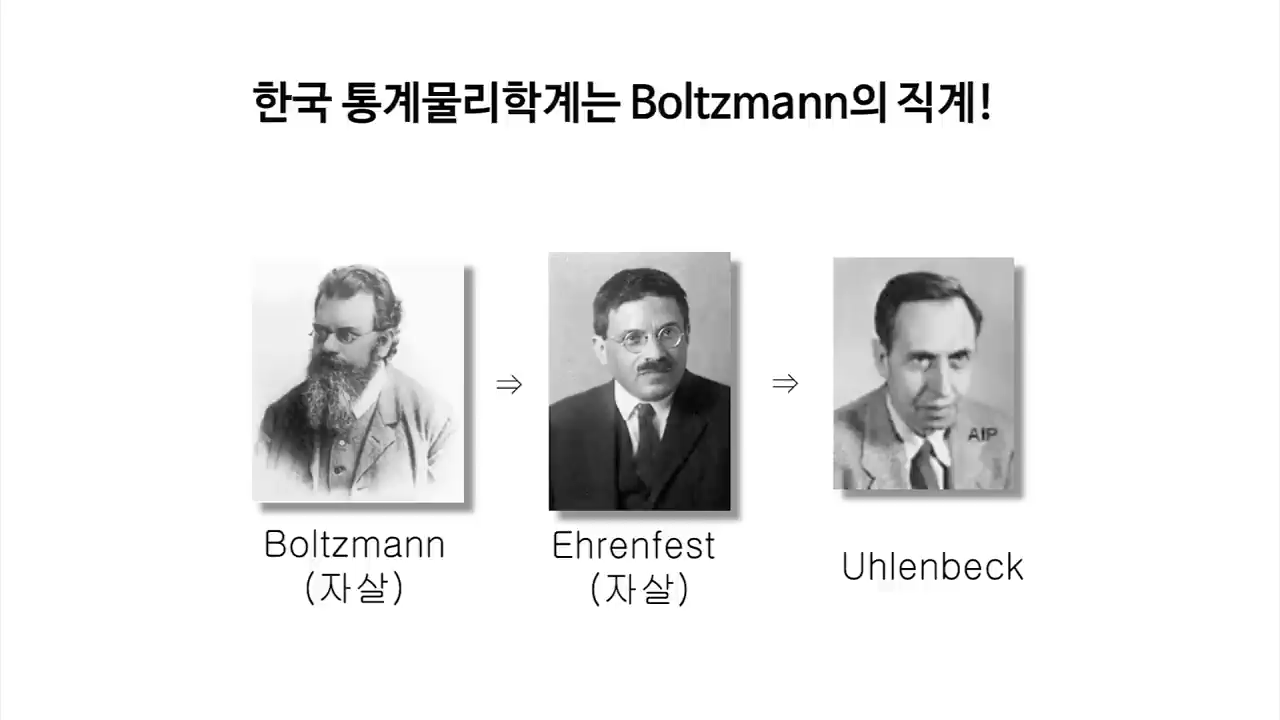 한국 통계물리학계는 Boltzmann의 직계!
⇒
⇒
AIP
Boltzmann
(자살)
Ehrenfest
(자살)
Uhlenbeck